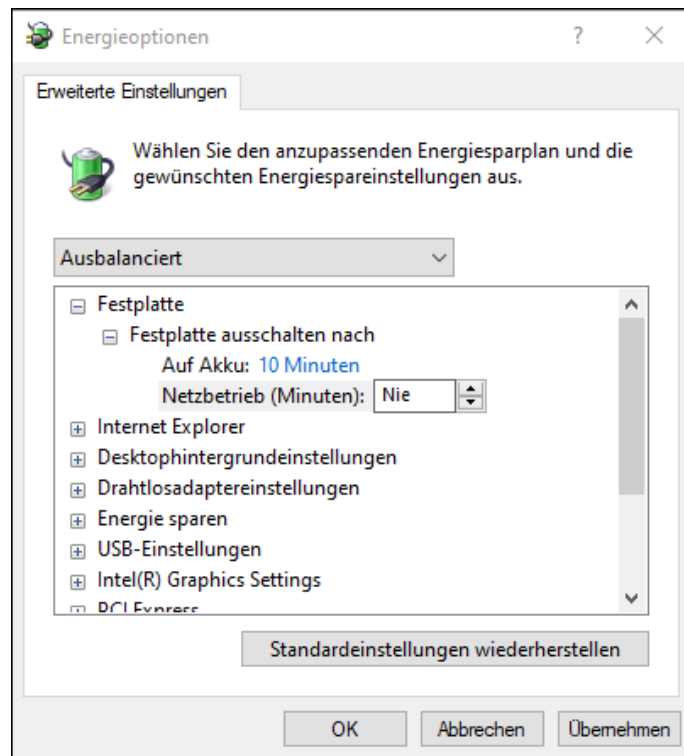 Energieoptionen
Erweiterte Einstellungen
Wählen Sie den anzupassenden Energiesparplan und die
gewünschten Energiespareinstellungen aus.
Ausbalanciert
Festplatte
Festplatte ausschalten nach
Auf Akku: 10 Minuten
Netzbetrieb (Minuten): Nie
Internet Explorer
Desktophintergrundeinstellungen
Drahtlosadaptereinstellungen
Energie sparen
USB-Einstellungen
Intel(R) Graphics Settings
PCI Express
Standardeinstellungen wiederherstellen
OK Abbrechen Übernehmen